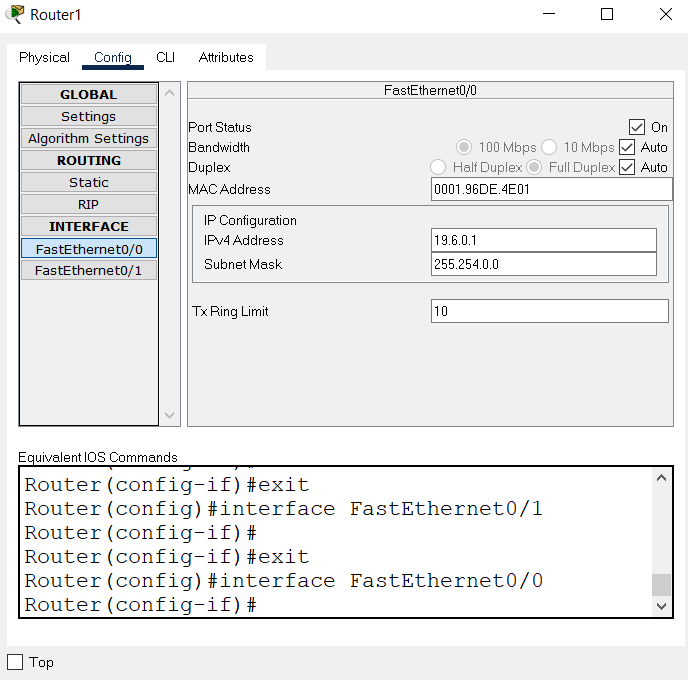 Router1
Physical Config CLI Attributes
GLOBAL
Settings
Algorithm Settings
ROUTING
Static
RIP
INTERFACE
FastEthernet0/0
FastEthernet0/1
FastEthernet0/0
Port Status On
Bandwidth 100 Mbps 10 Mbps Auto
Duplex Half Duplex Full Duplex Auto
MAC Address 0001.96DE.4E01
IP Configuration
IPv4 Address 19.6.0.1
Subnet Mask 255.254.0.0
Tx Ring Limit 10
Equivalent IOS Commands
Router(config-if)#exit
Router(config)#interface FastEthernet0/1
Router(config-if)#
Router(config-if)#exit
Router(config)#interface FastEthernet0/0
Router(config-if)#
Top